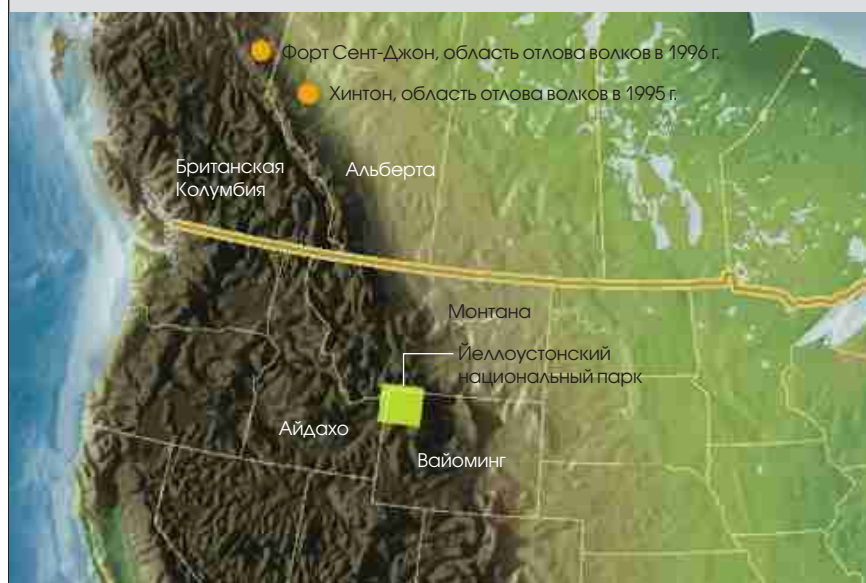 Форт Сент-Джон, область отлова волков в 1996 г.
Хинтон, область отлова волков в 1995 г.
Британская
Колумбия
Альберта
Монтана
Йеллоустонский
национальный парк
Айдахо
Вайоминг